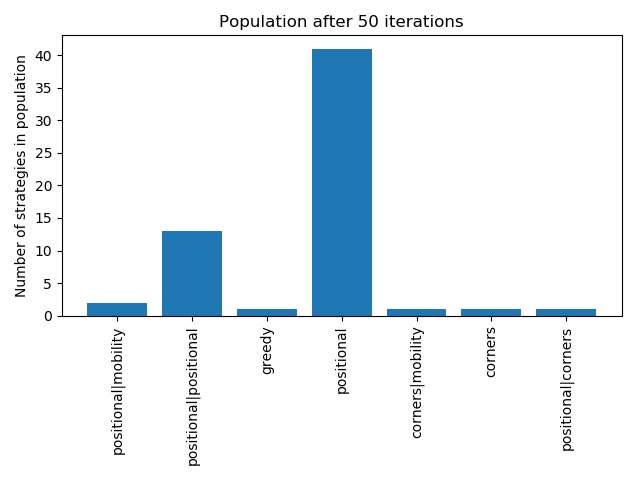 Population after 50 iterations
Number of strategies in population
40
35
30
25
20
15
10
5
0
positional|mobility
positional|positional
greedy
positional
corners|mobility
corners
positional|corners